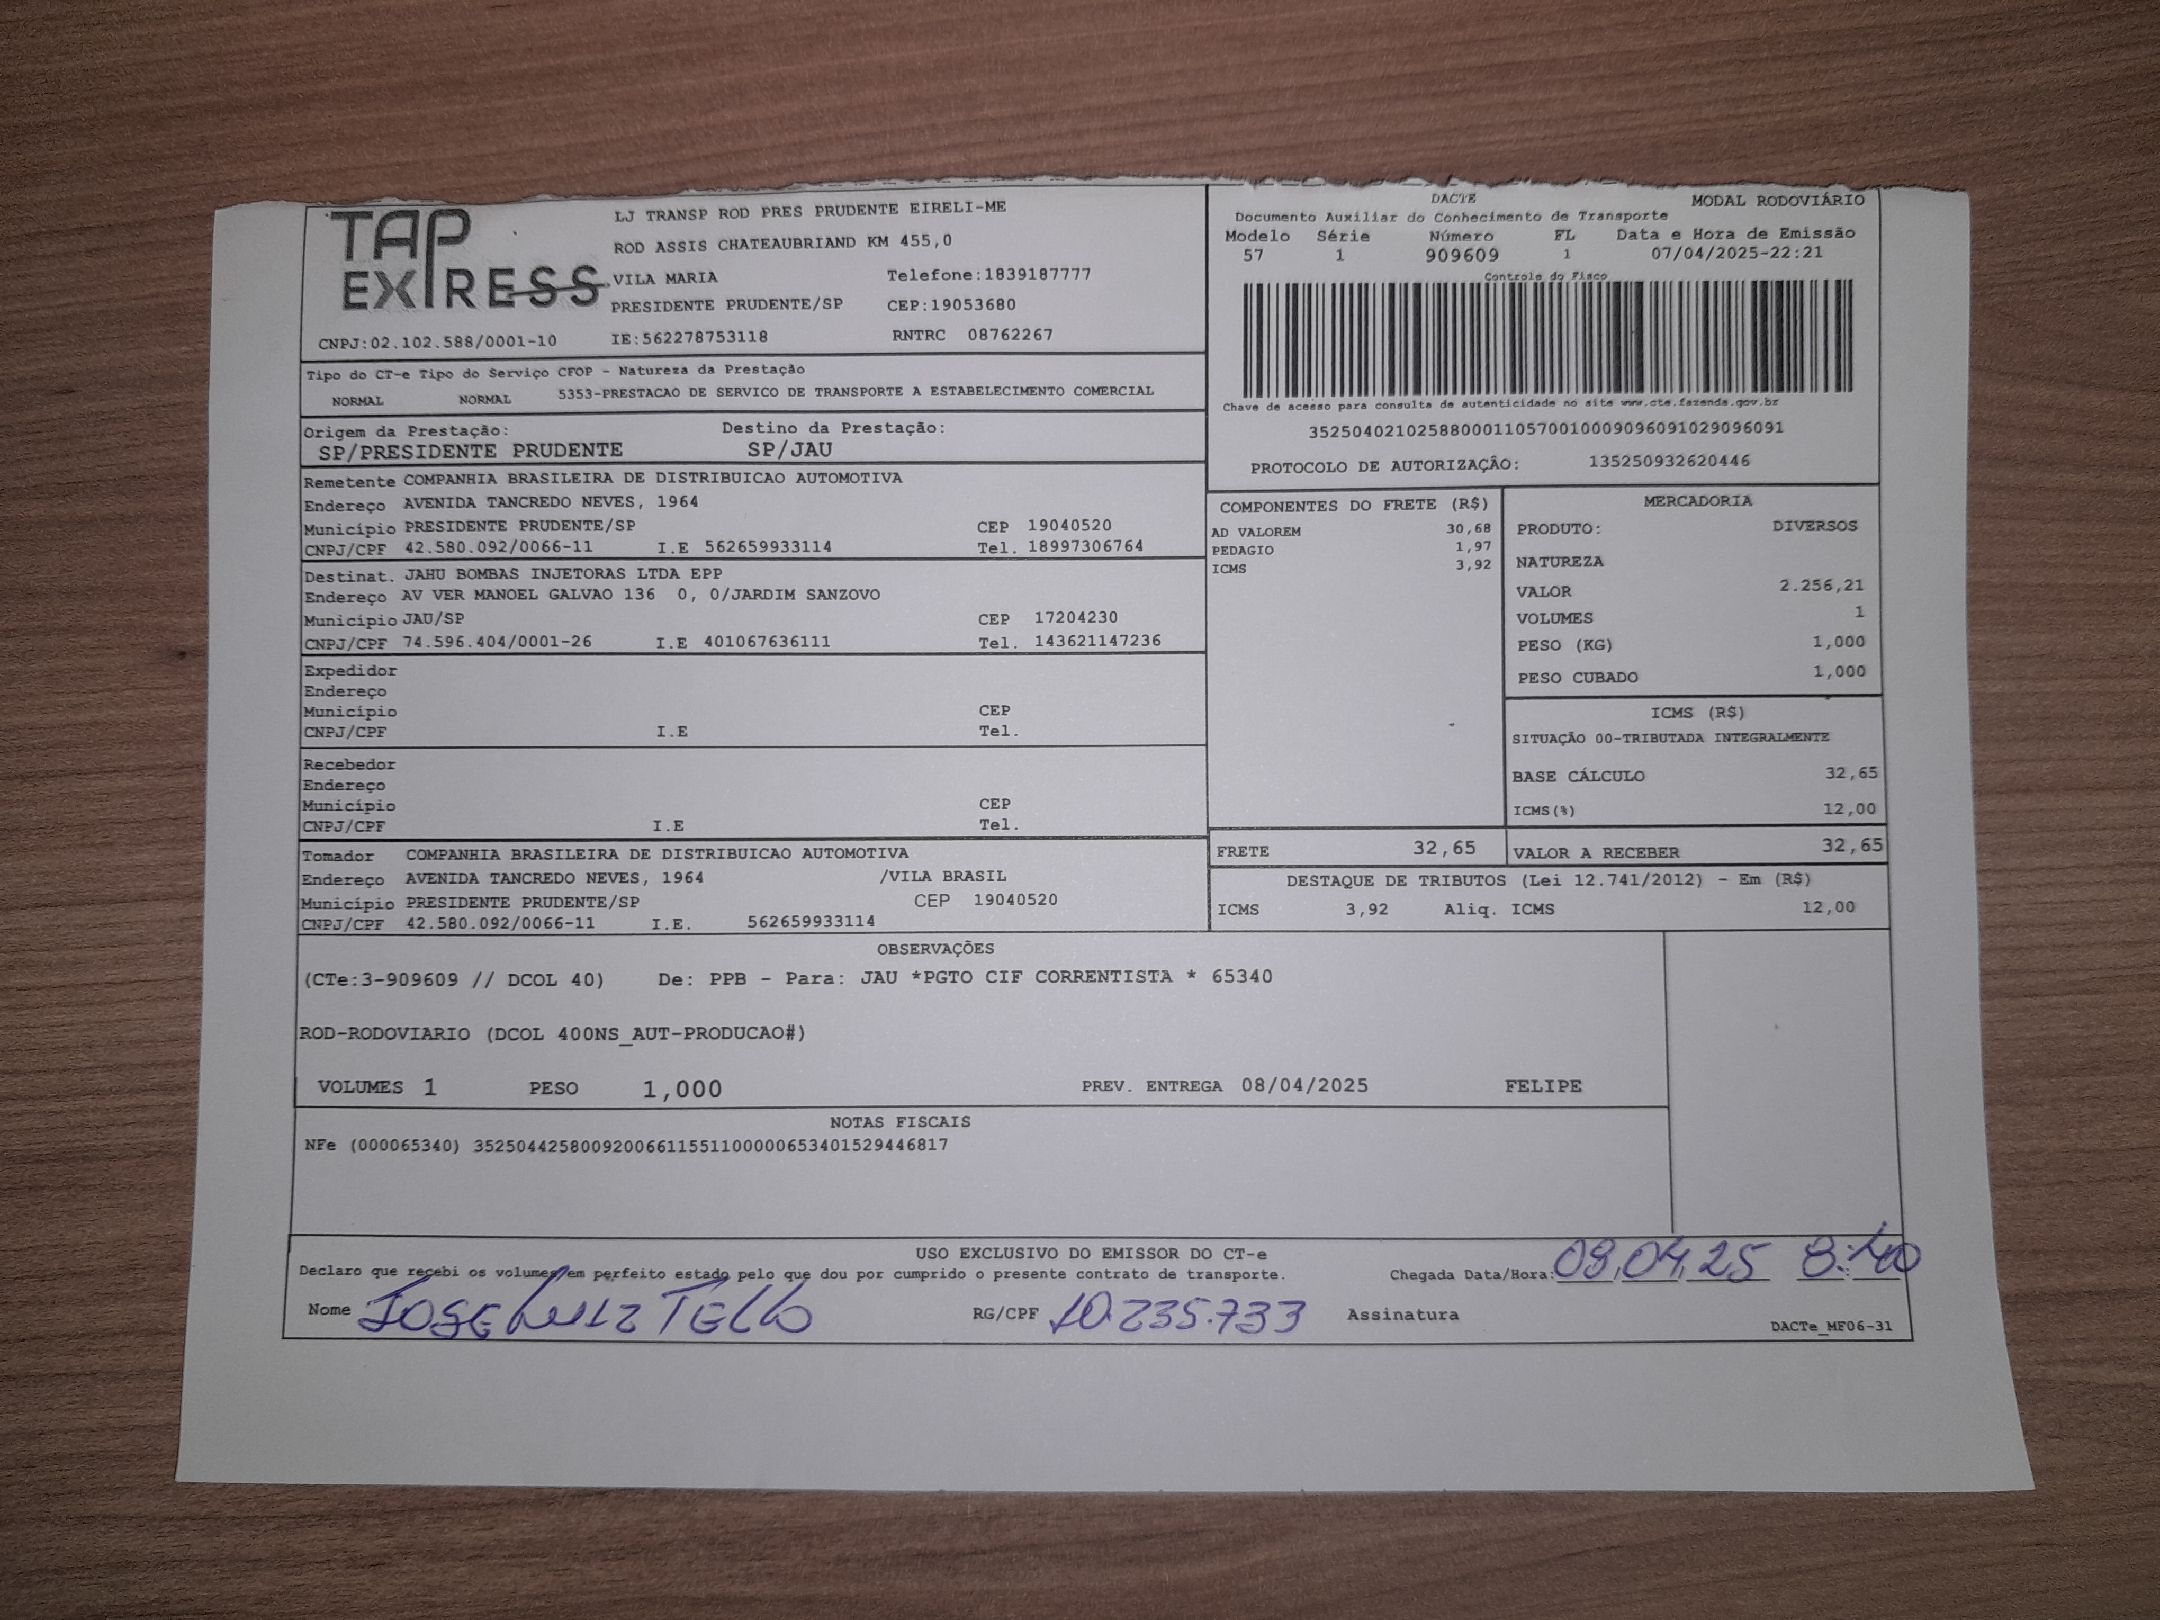 TAP EXPRESS
LJ TRANSP ROD PRES PRUDENTE EIRELI-ME
ROD ASSIS CHATEAUBRIAND KM 455,0
VILA MARIA Telefone:1839187777
PRESIDENTE PRUDENTE/SP CEP:19053680
CNPJ:02.102.588/0001-10 IE:562278753118 RNTRC 08762267
DACTE MODAL RODOVIÁRIO
Documento Auxiliar do Conhecimento de Transporte
Modelo Série Número FL Data e Hora de Emissão
57 1 909609 1 07/04/2025-22:21
Controle do Fisco
Chave de acesso para consulta de autenticidade no site www.cte.fazenda.gov.br
35250402102588000110570010009096091029096091
PROTOCOLO DE AUTORIZAÇÃO: 135250932620446
Tipo do CT-e Tipo do Serviço CFOP - Natureza da Prestação
NORMAL NORMAL 5353-PRESTACAO DE SERVICO DE TRANSPORTE A ESTABELECIMENTO COMERCIAL
Origem da Prestação: Destino da Prestação:
SP/PRESIDENTE PRUDENTE SP/JAU
Remetente COMPANHIA BRASILEIRA DE DISTRIBUICAO AUTOMOTIVA
Endereço AVENIDA TANCREDO NEVES, 1964
Município PRESIDENTE PRUDENTE/SP CEP 19040520
CNPJ/CPF 42.580.092/0066-11 I.E 562659933114 Tel. 18997306764
Destinat. JAHU BOMBAS INJETORAS LTDA EPP
Endereço AV VER MANOEL GALVAO 136 0, 0/JARDIM SANZOVO
Município JAU/SP CEP 17204230
CNPJ/CPF 74.596.404/0001-26 I.E 401067636111 Tel. 143621147236
Expedidor
Endereço
Município CEP
CNPJ/CPF I.E Tel.
Recebedor
Endereço
Município CEP
CNPJ/CPF I.E Tel.
Tomador COMPANHIA BRASILEIRA DE DISTRIBUICAO AUTOMOTIVA
Endereço AVENIDA TANCREDO NEVES, 1964 /VILA BRASIL
Município PRESIDENTE PRUDENTE/SP CEP 19040520
CNPJ/CPF 42.580.092/0066-11 I.E. 562659933114
COMPONENTES DO FRETE (R$)
AD VALOREM 30,68
PEDAGIO 1,97
ICMS 3,92
MERCADORIA
PRODUTO: DIVERSOS
NATUREZA
VALOR 2.256,21
VOLUMES 1
PESO (KG) 1,000
PESO CUBADO 1,000
ICMS (R$)
SITUAÇÃO 00-TRIBUTADA INTEGRALMENTE
BASE CÁLCULO 32,65
ICMS(%) 12,00
FRETE 32,65 VALOR A RECEBER 32,65
DESTAQUE DE TRIBUTOS (Lei 12.741/2012) - Em (R$)
ICMS 3,92 Aliq. ICMS 12,00
OBSERVAÇÕES
(CTe:3-909609 // DCOL 40) De: PPB - Para: JAU *PGTO CIF CORRENTISTA * 65340
ROD-RODOVIARIO (DCOL 400NS_AUT-PRODUCAO#)
VOLUMES 1 PESO 1,000 PREV. ENTREGA 08/04/2025 FELIPE
NOTAS FISCAIS
NFe (000065340) 35250442580092006611551100000653401529446817
USO EXCLUSIVO DO EMISSOR DO CT-e
Declaro que recebi os volumes em perfeito estado pelo que dou por cumprido o presente contrato de transporte. Chegada Data/Hora: 09,04,25 8:40
Nome JOSE LUIZ TELLO RG/CPF 10.235.733 Assinatura
DACTe_MF06-31